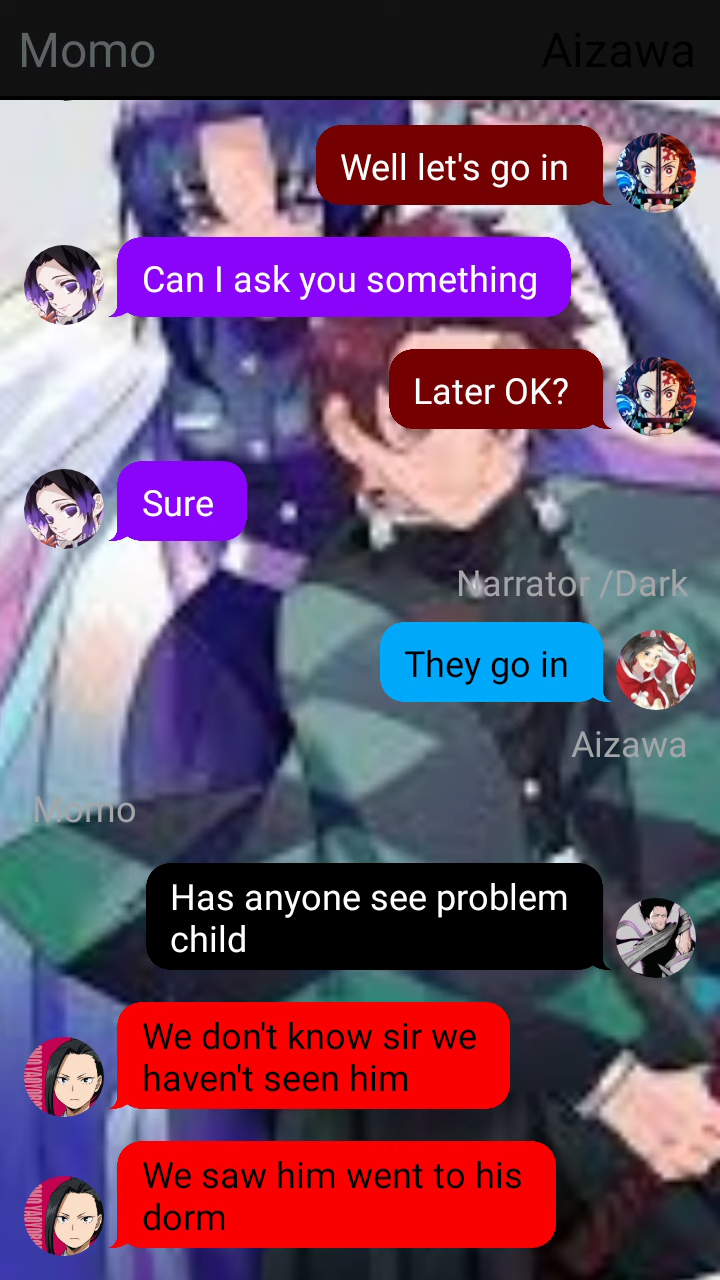 Momo
Aizawa
Well let's go in
Can I ask you something
Later OK?
Sure
Narrator /Dark
They go in
Aizawa
Momo
Has anyone see problem
child
We don't know sir we
haven't seen him
We saw him went to his
dorm